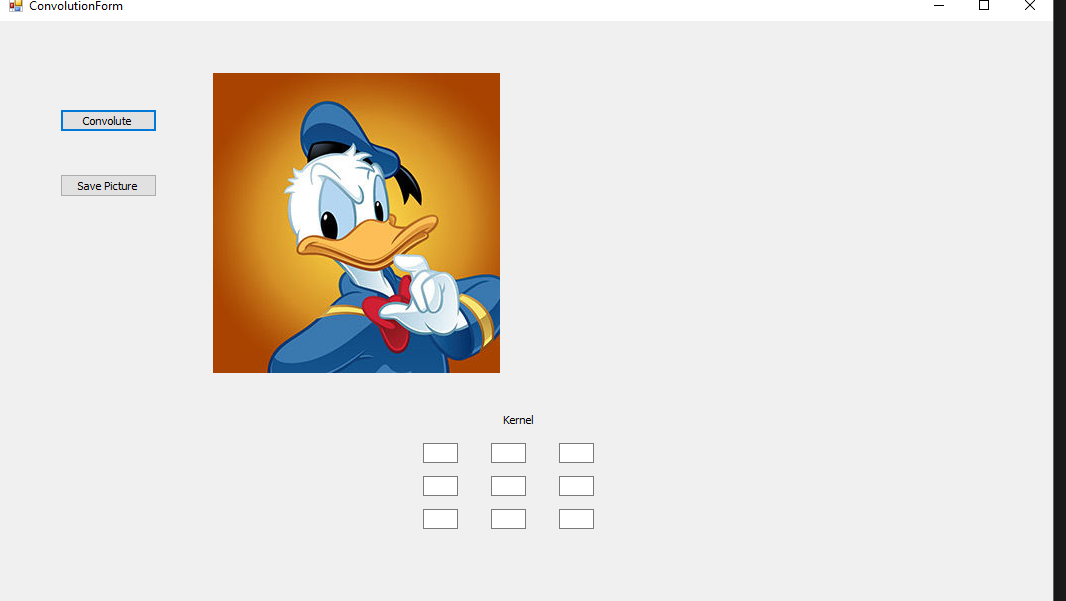 ConvolutionForm
Convolute
Save Picture
Kernel